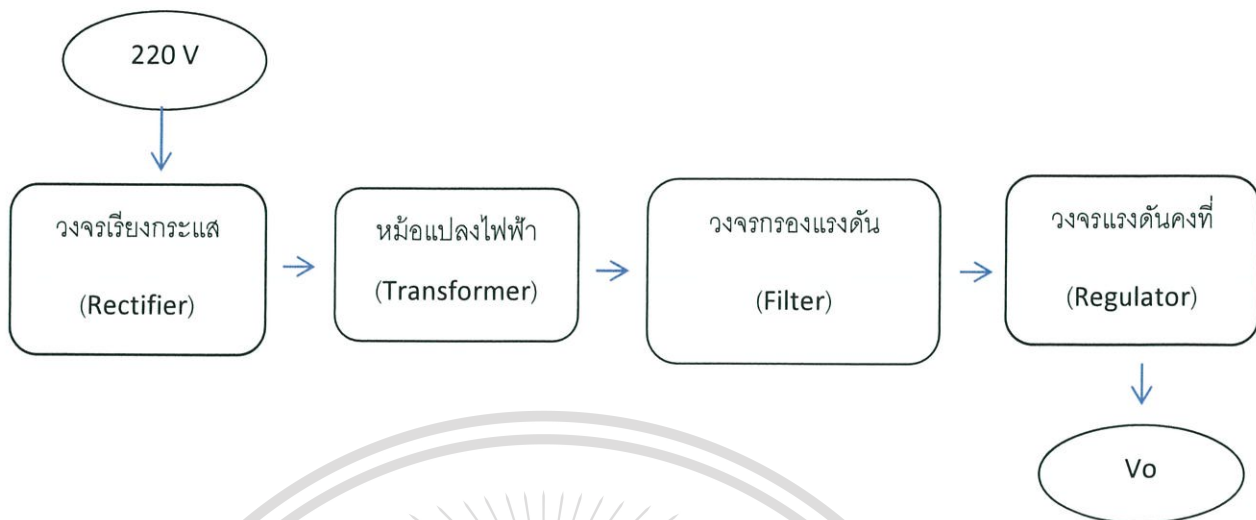 220 V
วงจรเรียงกระแส
(Rectifier)
หม้อแปลงไฟฟ้า
(Transformer)
วงจรกรองแรงดัน
(Filter)
วงจรแรงดันคงที่
(Regulator)
Vo